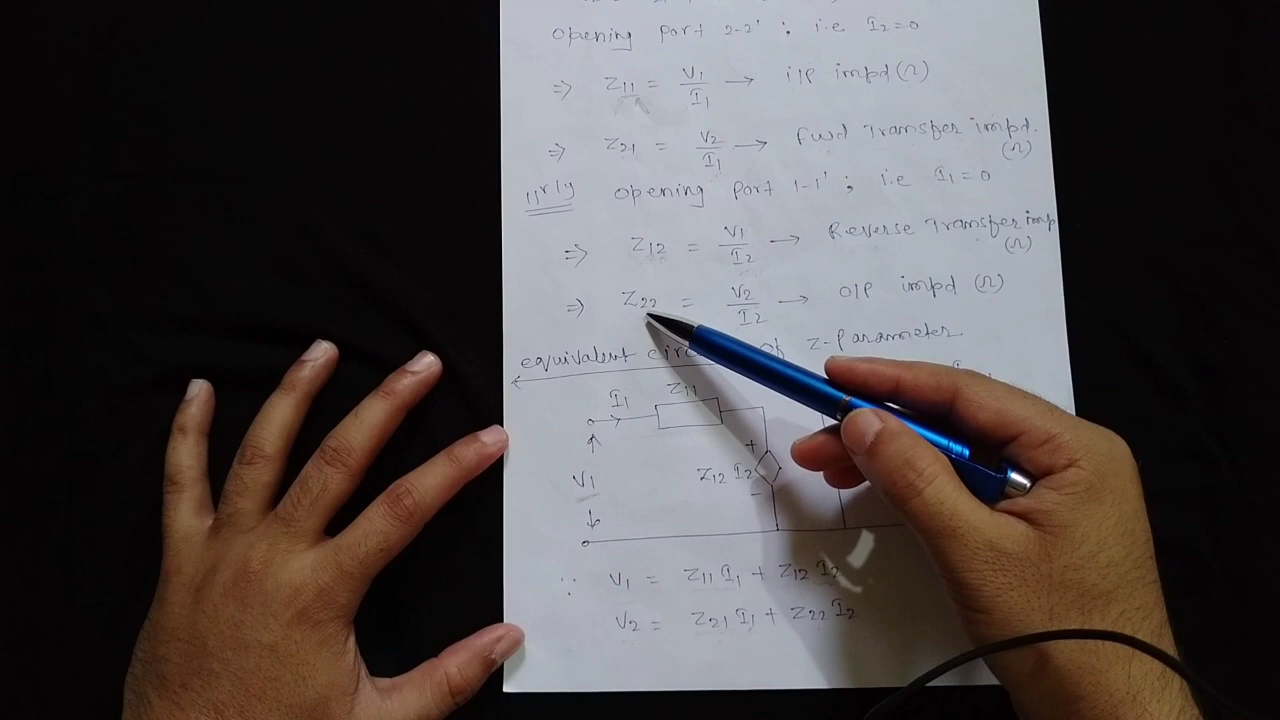 opening port 2-2' ; i.e I2=0
=> Z11 = V1/I1 → i/p impd (Ω)
=> Z21 = V2/I1 → Fwd Transfer impd. (Ω)
||rly opening port 1-1' ; i.e I1=0
=> Z12 = V1/I2 → Reverse Transfer imp (Ω)
=> Z22 = V2/I2 → O/P impd (Ω)
equivalent of Z-Parameter
I1 Z11
V1 Z12 I2 + -
∴ V1 = Z11 I1 + Z12 I2
V2 = Z21 I1 + Z22 I2